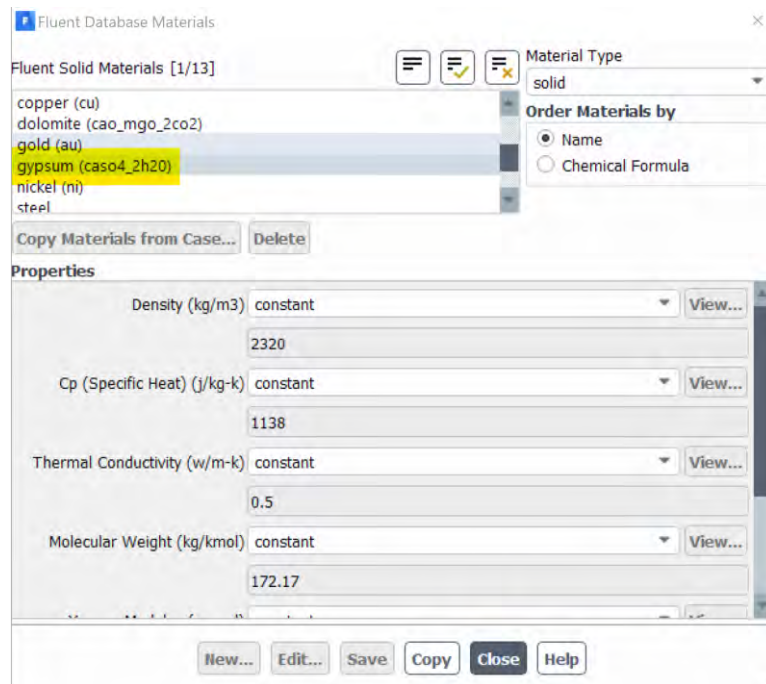 Fluent Database Materials
Fluent Solid Materials [1/13]
Material Type
solid
copper (cu)
dolomite (cao_mgo_2co2)
gold (au)
gypsum (caso4_2h20)
nickel (ni)
steel
Order Materials by
Name
Chemical Formula
Copy Materials from Case... Delete
Properties
Density (kg/m3) constant View...
2320
Cp (Specific Heat) (j/kg-k) constant View...
1138
Thermal Conductivity (w/m-k) constant View...
0.5
Molecular Weight (kg/kmol) constant View...
172.17
New... Edit... Save Copy Close Help